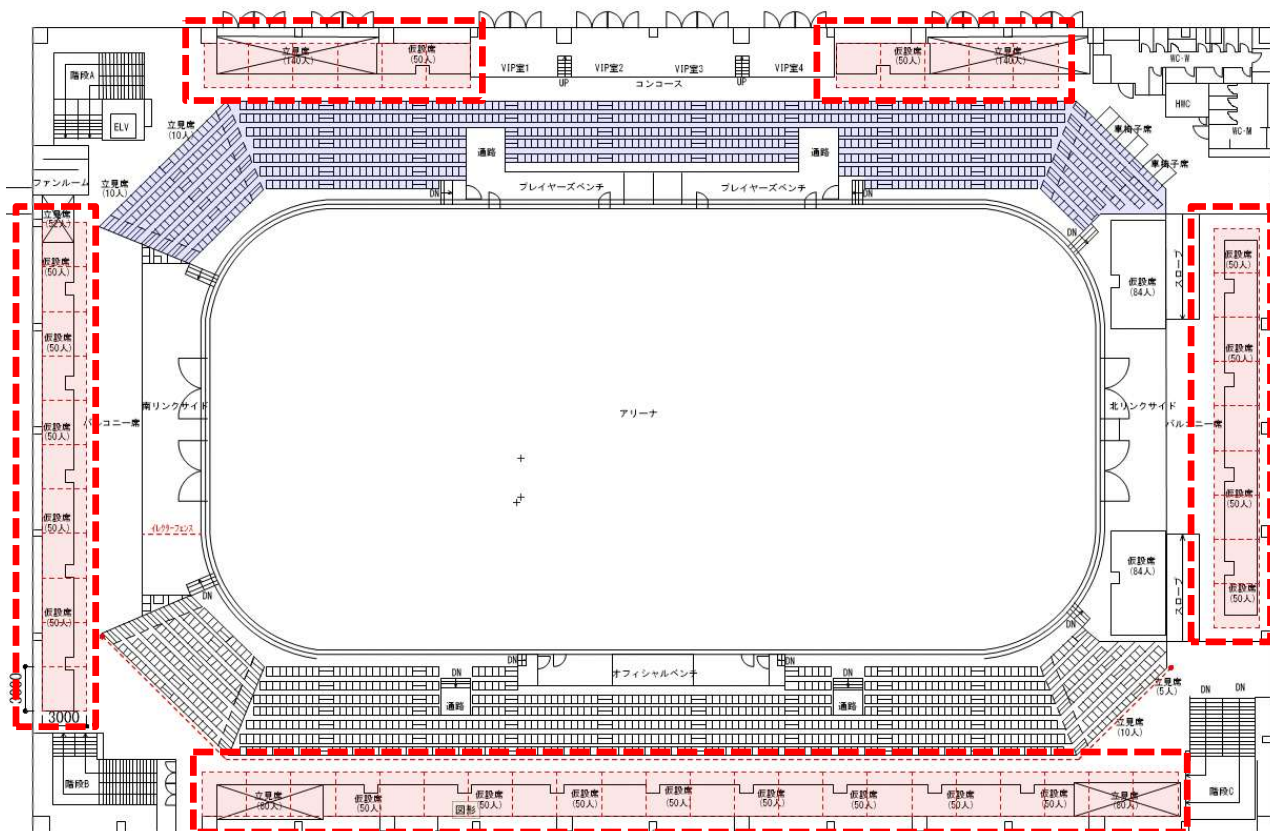 立見席
(140人)
仮設席
(50人)
仮設席
(50人)
立見席
(140人)
VIP室1
VIP室2
VIP室3
VIP室4
UP
コンコース
UP
WC-W
HWC
WC-M
階段A
ELV
立見席
(10人)
立見席
(10人)
ファンルーム
車椅子席
車椅子席
通路
通路
DN
プレイヤーズベンチ
プレイヤーズベンチ
DN
DN
立見席
(52人)
仮設席
(50人)
仮設席
(50人)
仮設席
(50人)
仮設席
(50人)
仮設席
(50人)
バルコニー席
南リンクサイド
イレクターフェンス
アリーナ
仮設席
(84人)
スロープ
北リンクサイド
バルコニー席
仮設席
(84人)
スロープ
仮設席
(50人)
仮設席
(50人)
仮設席
(50人)
仮設席
(50人)
DN
DN
3000
3000
DN
DN
オフィシャルベンチ
DN
DN
DN
通路
通路
立見席
(5人)
DN
DN
立見席
(10人)
階段B
階段C
立見席
(80人)
仮設席
(50人)
図形
仮設席
(50人)
仮設席
(50人)
仮設席
(50人)
仮設席
(50人)
仮設席
(50人)
仮設席
(50人)
仮設席
(50人)
立見席
(80人)